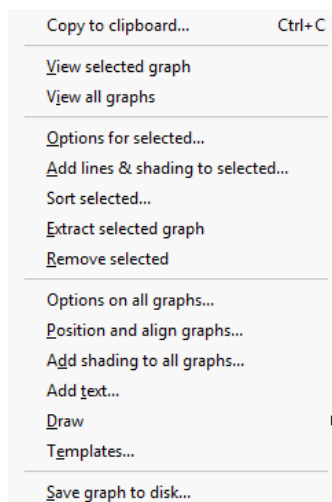 Copy to clipboard... Ctrl+C
View selected graph
View all graphs
Options for selected...
Add lines & shading to selected...
Sort selected...
Extract selected graph
Remove selected
Options on all graphs...
Position and align graphs...
Add shading to all graphs...
Add text...
Draw
Templates...
Save graph to disk...